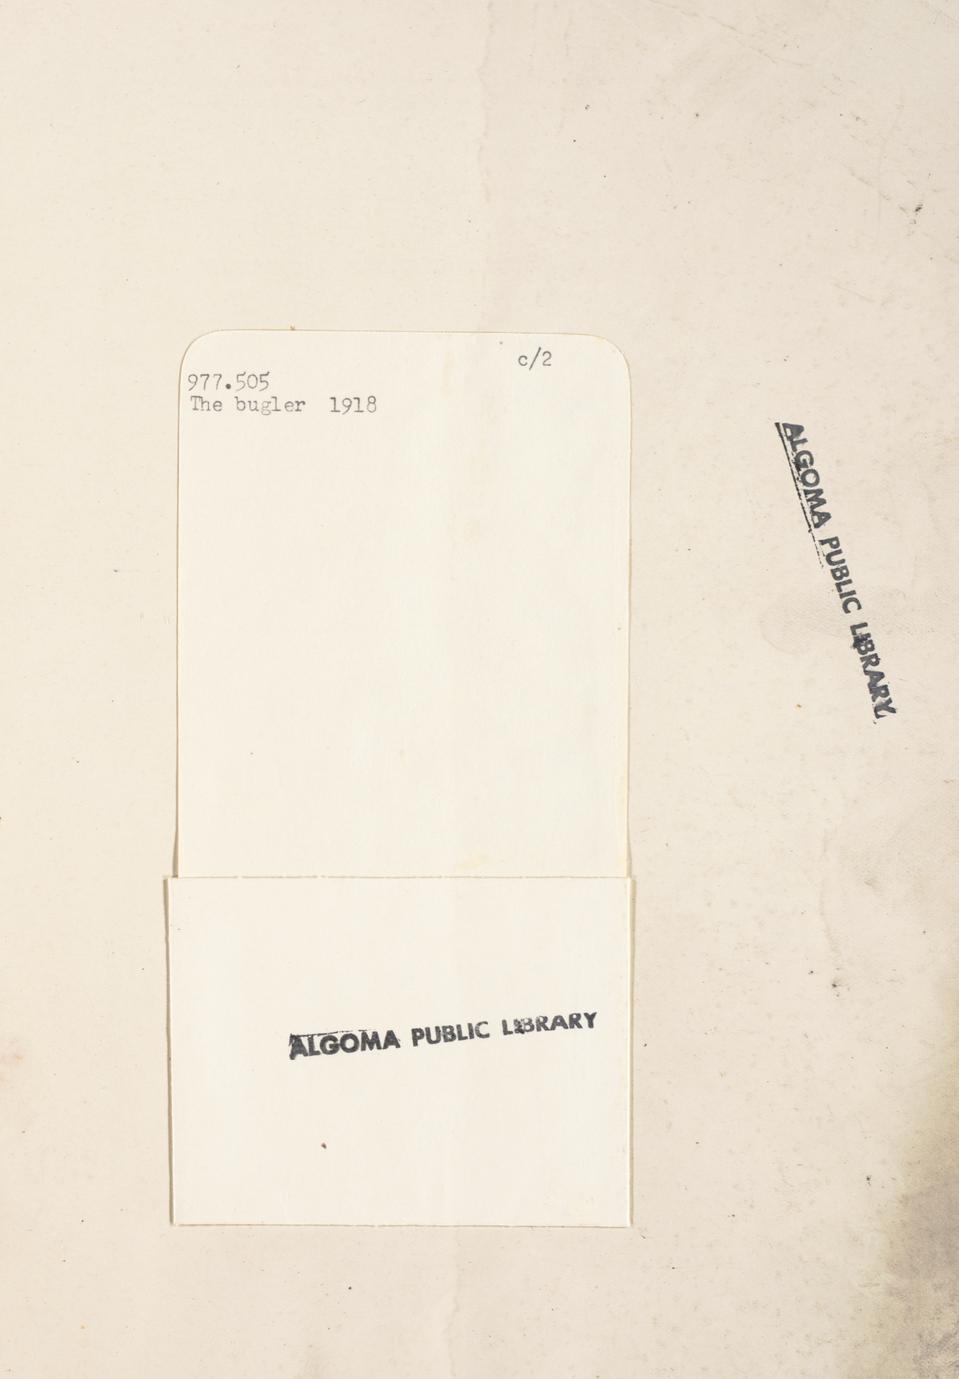 c/2
977.505
The bugler 1918
ALGOMA PUBLIC LIBRARY
ALGOMA PUBLIC LIBRARY